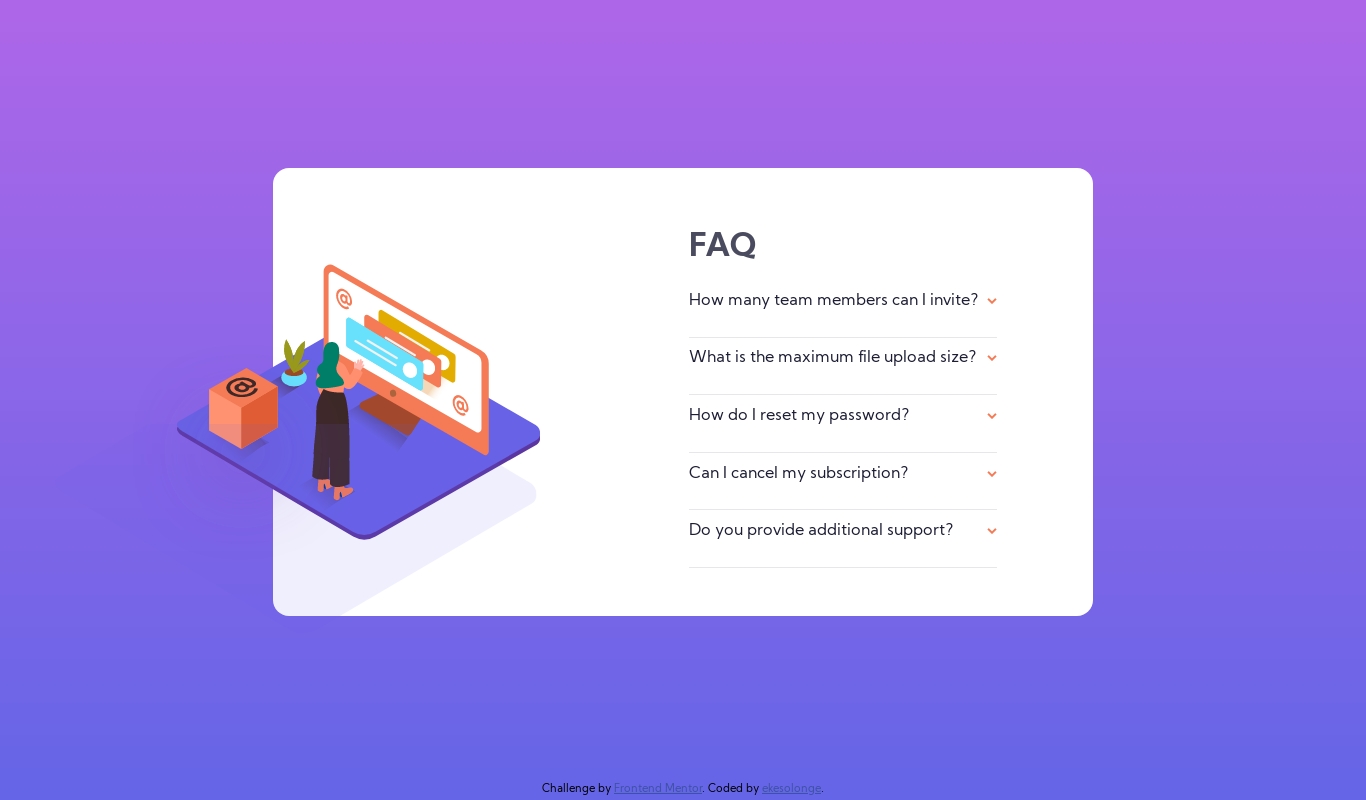 FAQ
How many team members can I invite?
What is the maximum file upload size?
How do I reset my password?
Can I cancel my subscription?
Do you provide additional support?
@
@
@
Challenge by Frontend Mentor. Coded by ekesolonge.